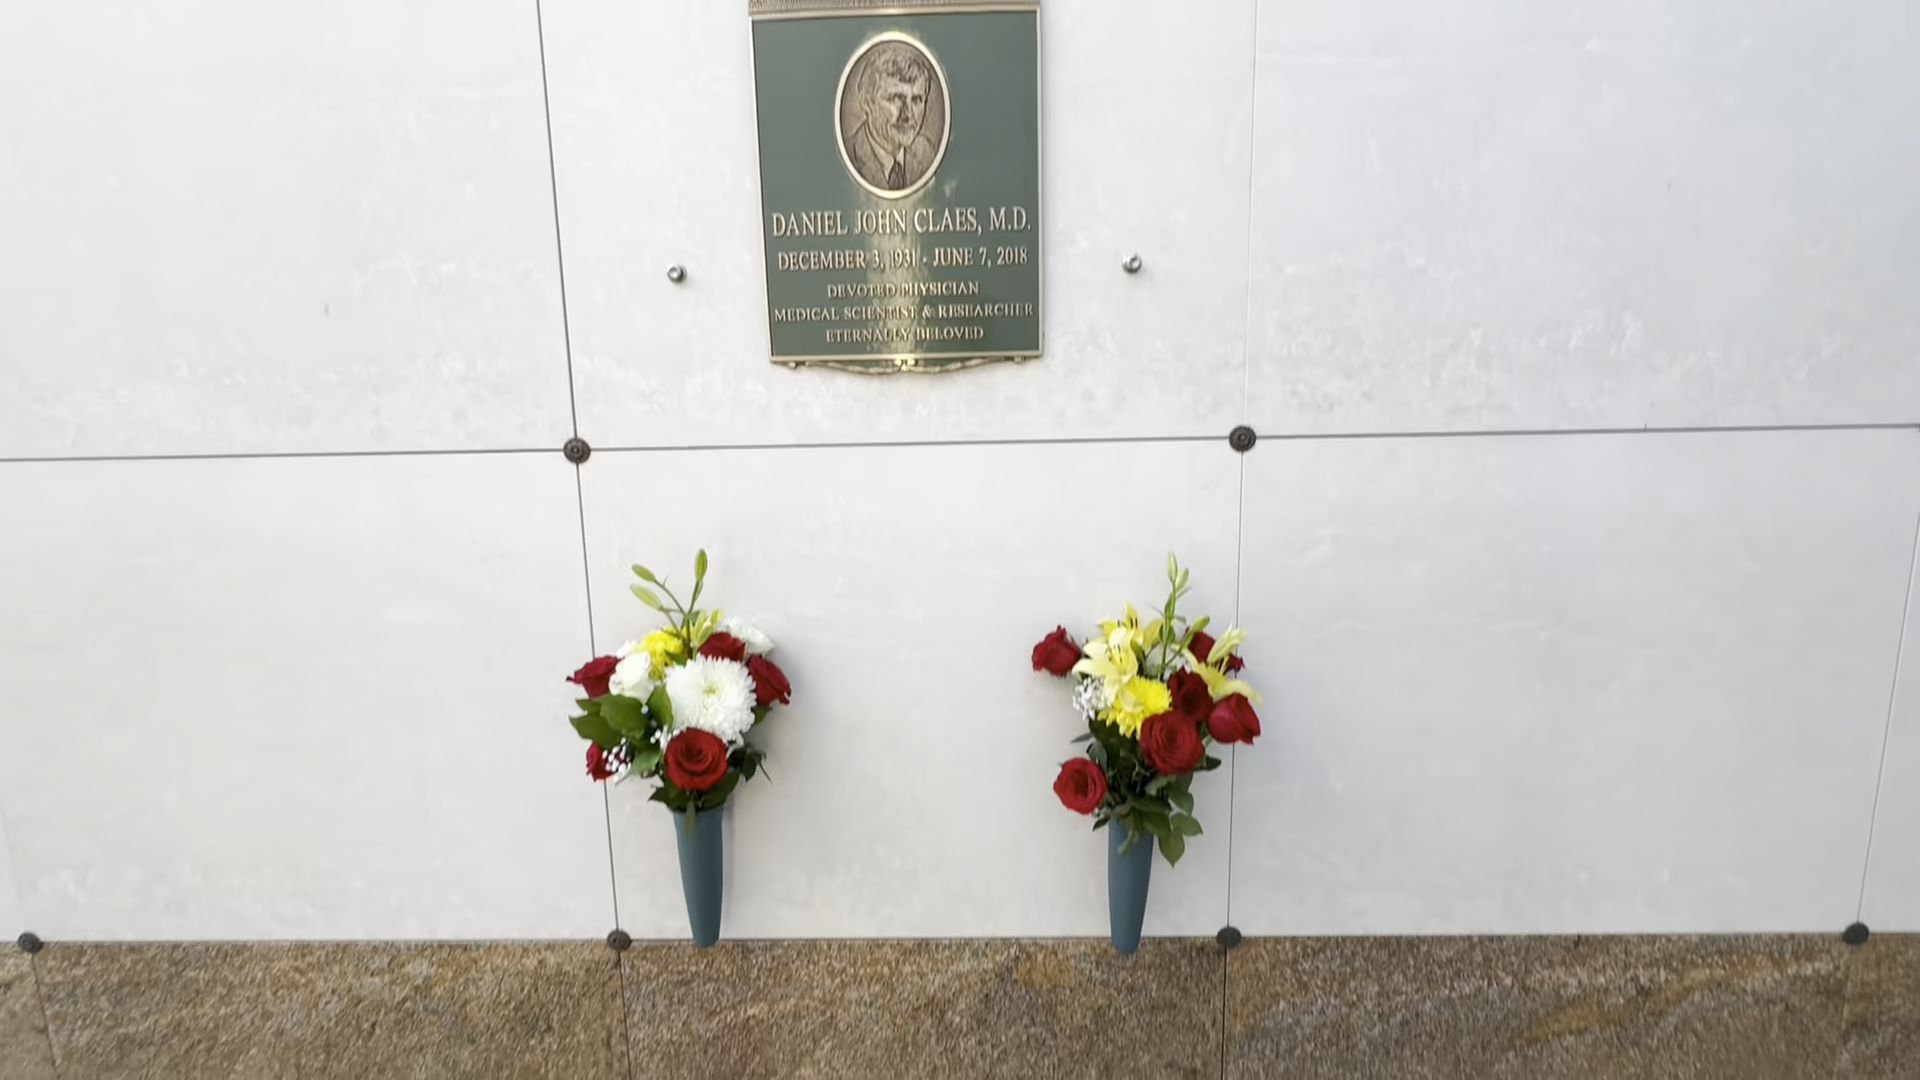 DANIEL JOHN CLAES, M.D.
DECEMBER 3, 1931 - JUNE 7, 2018
DEVOTED PHYSICIAN
MEDICAL SCIENTIST & RESEARCHER
ETERNALLY BELOVED